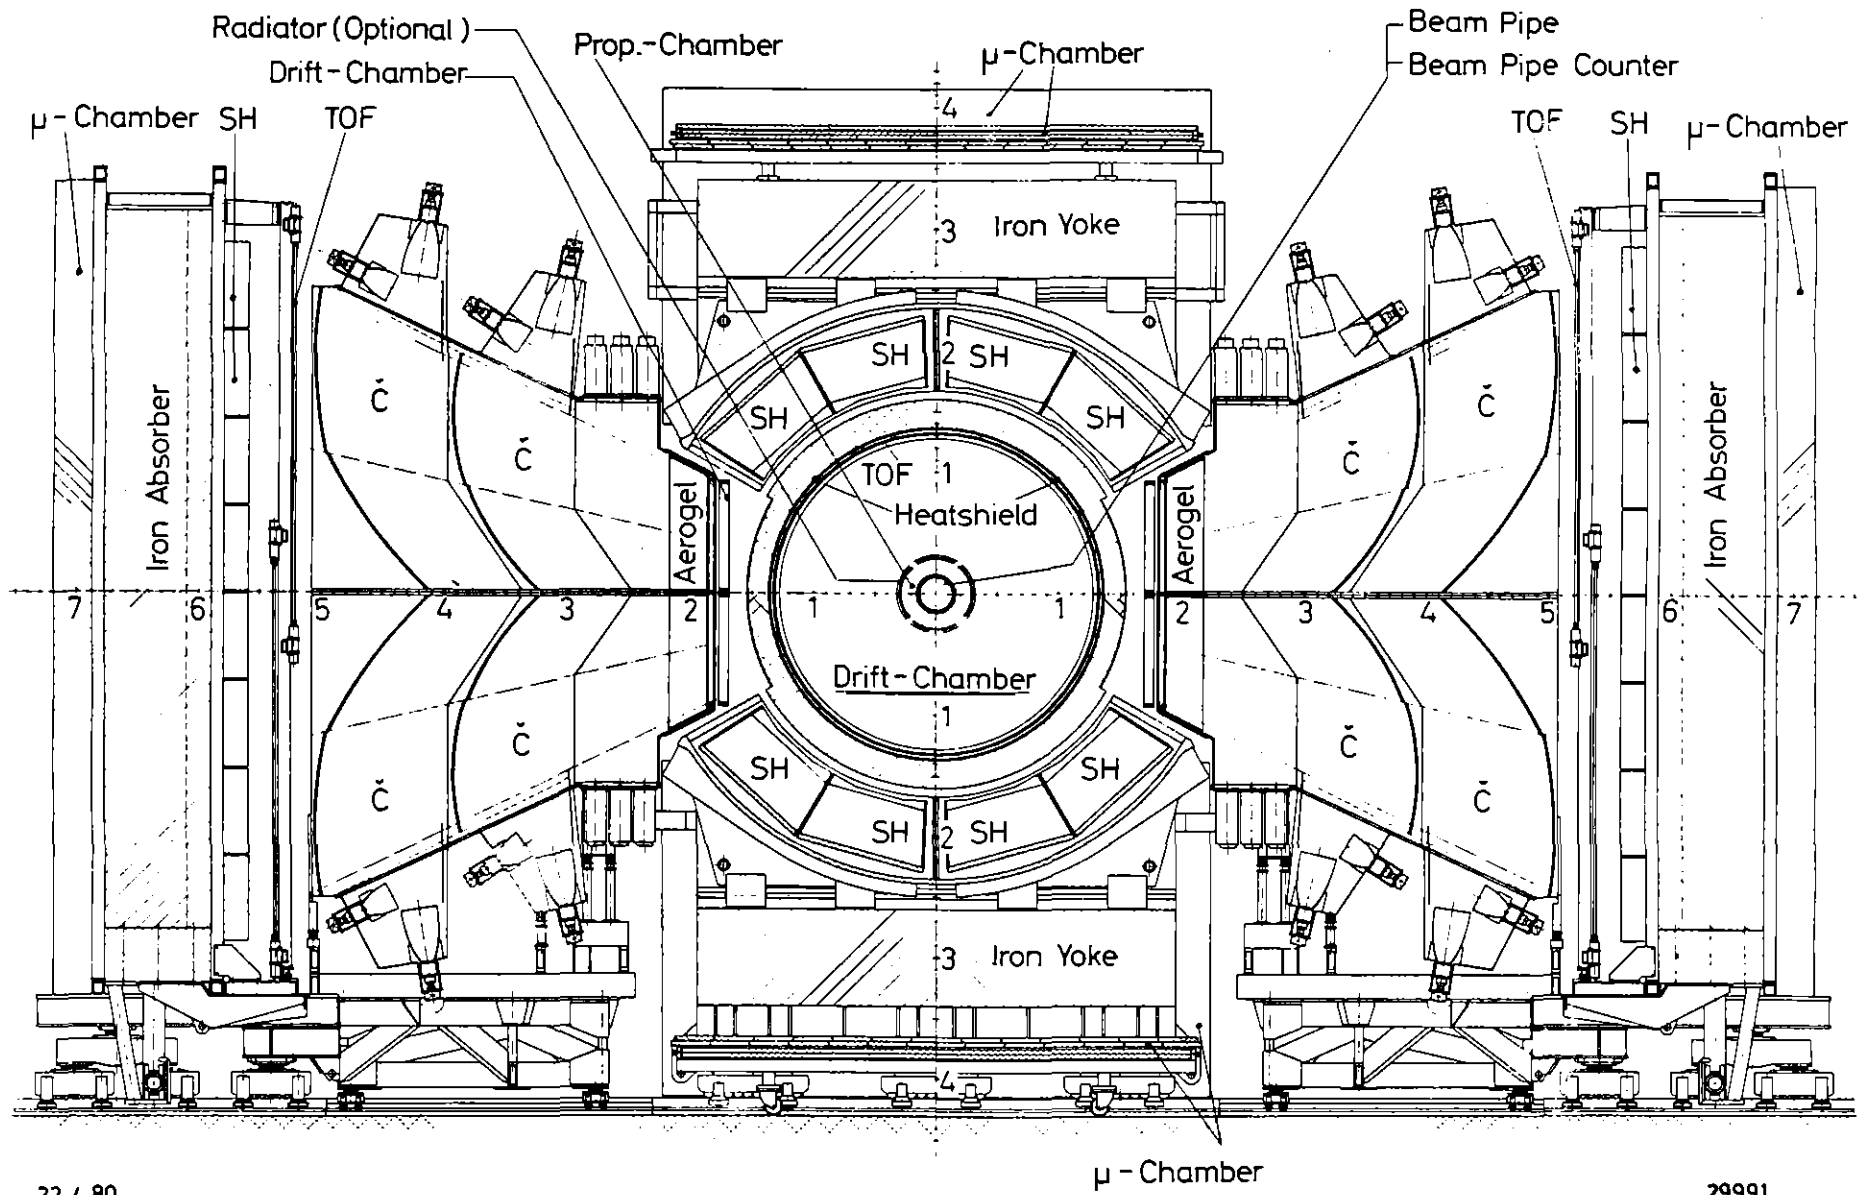 Radiator (Optional)
Prop.-Chamber
Beam Pipe
Drift-Chamber
μ-Chamber
Beam Pipe Counter
μ-Chamber SH TOF
4
TOF SH μ-Chamber
3 Iron Yoke
SH 2 SH
SH SH
Č Č
Č Č
Iron Absorber
Iron Absorber
TOF 1
Heatshield
Aerogel
Aerogel
7 6 5 4 3 2 1 1 2 3 4 5 6 7
Drift-Chamber
1
Č Č
Č Č
SH SH
SH 2 SH
3 Iron Yoke
4
μ-Chamber
29991